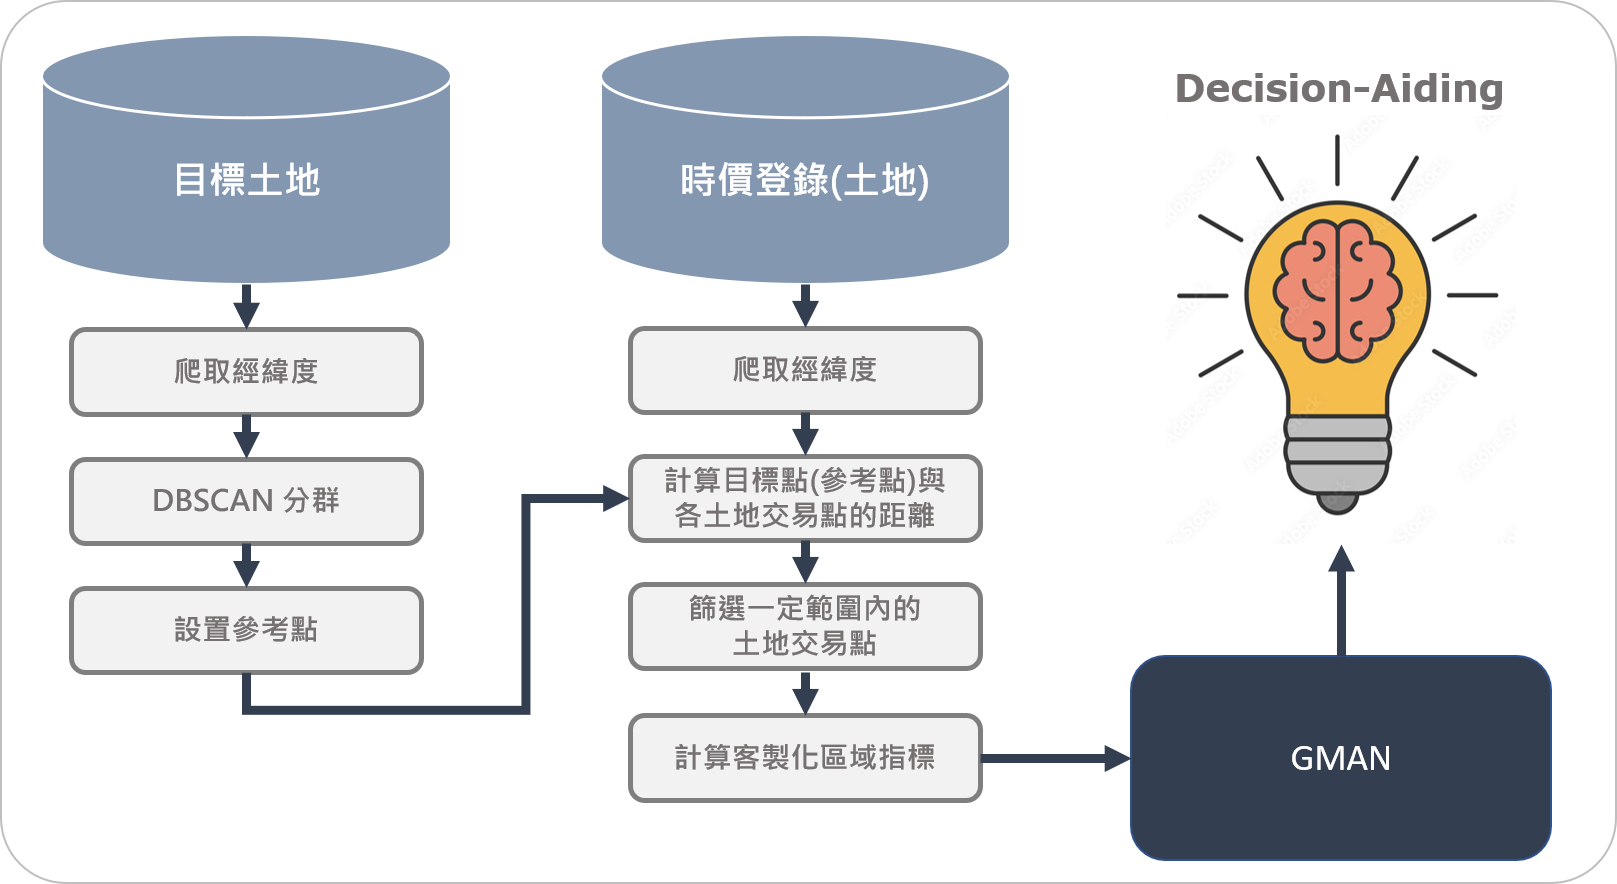 目標土地
爬取經緯度
DBSCAN 分群
設置參考點
時價登錄(土地)
爬取經緯度
計算目標點(參考點)與
各土地交易點的距離
篩選一定範圍內的
土地交易點
計算客製化區域指標
GMAN
Decision-Aiding
Adobe Stock